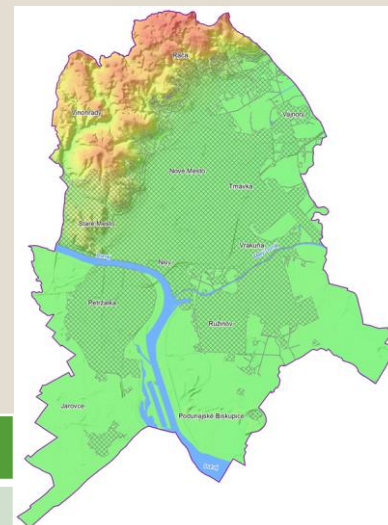 Rača
Vinohrady
Vajnory
Nové Mesto
Trnávka
Staré Mesto
Vrakuňa
Nivy
Petržalka
Ružinov
Jarovce
Podunajské Biskupice